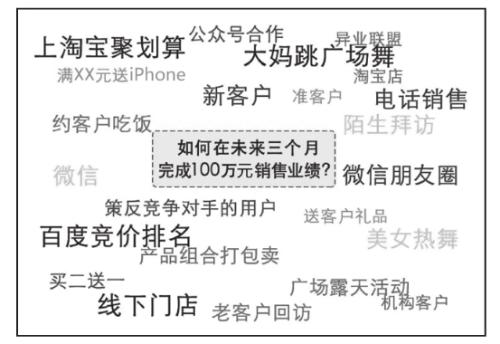 公众号合作
异业联盟
上淘宝聚划算
大妈跳广场舞
满XX元送iPhone
淘宝店
新客户
准客户
电话销售
约客户吃饭
陌生拜访
如何在未来三个月
完成100万元销售业绩?
微信
微信朋友圈
策反竞争对手的用户
送客户礼品
百度竞价排名
美女热舞
产品组合打包卖
买二送一
广场露天活动
线下门店
老客户回访
机构客户